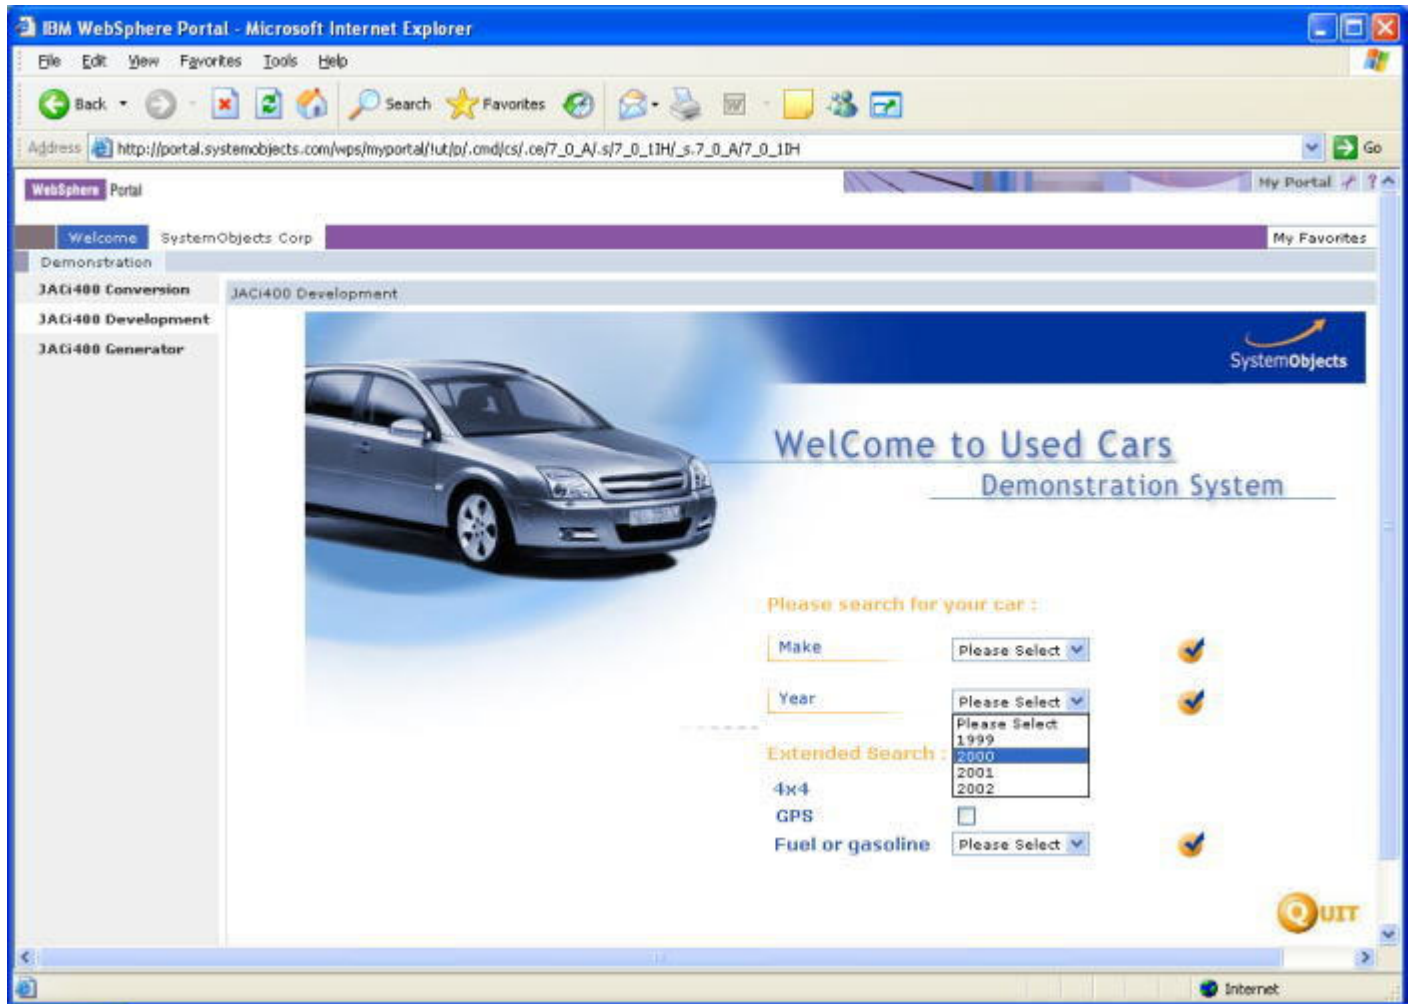 IBM WebSphere Portal - Microsoft Internet Explorer
File Edit View Favorites Tools Help
Back Search Favorites
Address http://portal.systemobjects.com/wps/myportal/!ut/p/.cmd/cs/.ce/7_0_A/.s/7_0_1IH/_s.7_0_A/7_0_1IH Go
WebSphere Portal My Portal ?
Welcome SystemObjects Corp My Favorites
Demonstration
JACi400 Conversion JACi400 Development
JACi400 Development
JACi400 Generator
SystemObjects
WelCome to Used Cars
Demonstration System
Please search for your car :
Make Please Select
Year Please Select
Please Select
1999
Extended Search : 2000
2001
4x4 2002
GPS
Fuel or gasoline Please Select
QUIT
Internet